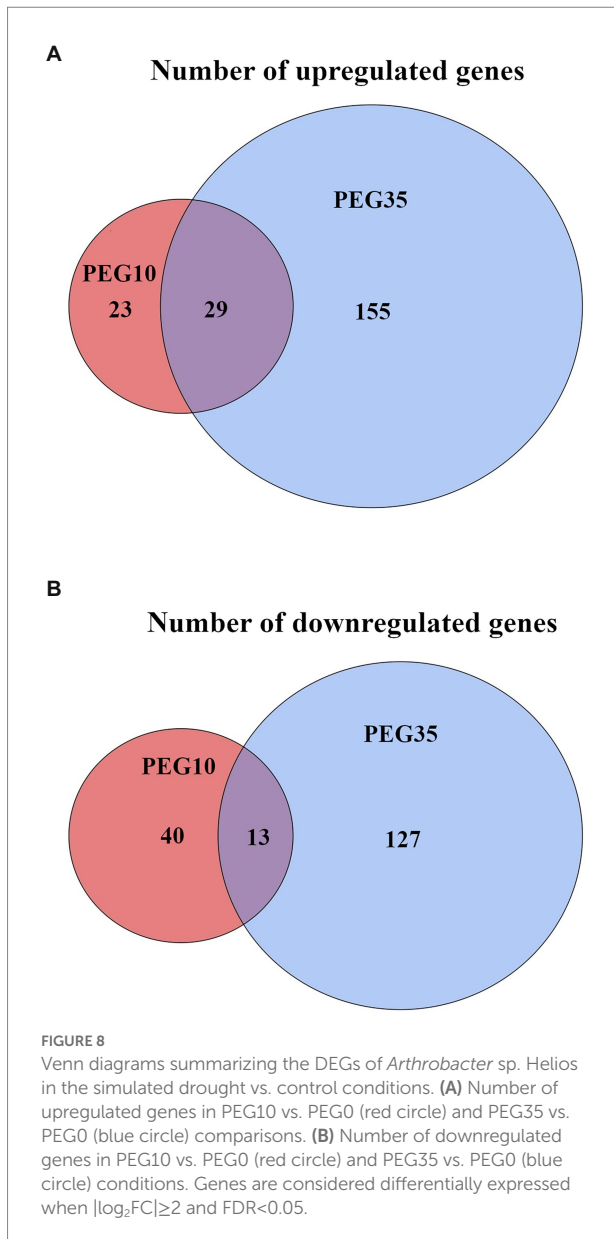 A
Number of upregulated genes
PEG35
PEG10
23
29
155
B
Number of downregulated genes
PEG35
PEG10
40
13
127
FIGURE 8
Venn diagrams summarizing the DEGs of Arthrobacter sp. Helios
in the simulated drought vs. control conditions. (A) Number of
upregulated genes in PEG10 vs. PEG0 (red circle) and PEG35 vs.
PEG0 (blue circle) comparisons. (B) Number of downregulated
genes in PEG10 vs. PEG0 (red circle) and PEG35 vs. PEG0 (blue
circle) conditions. Genes are considered differentially expressed
when |log₂FC|≥2 and FDR<0.05.